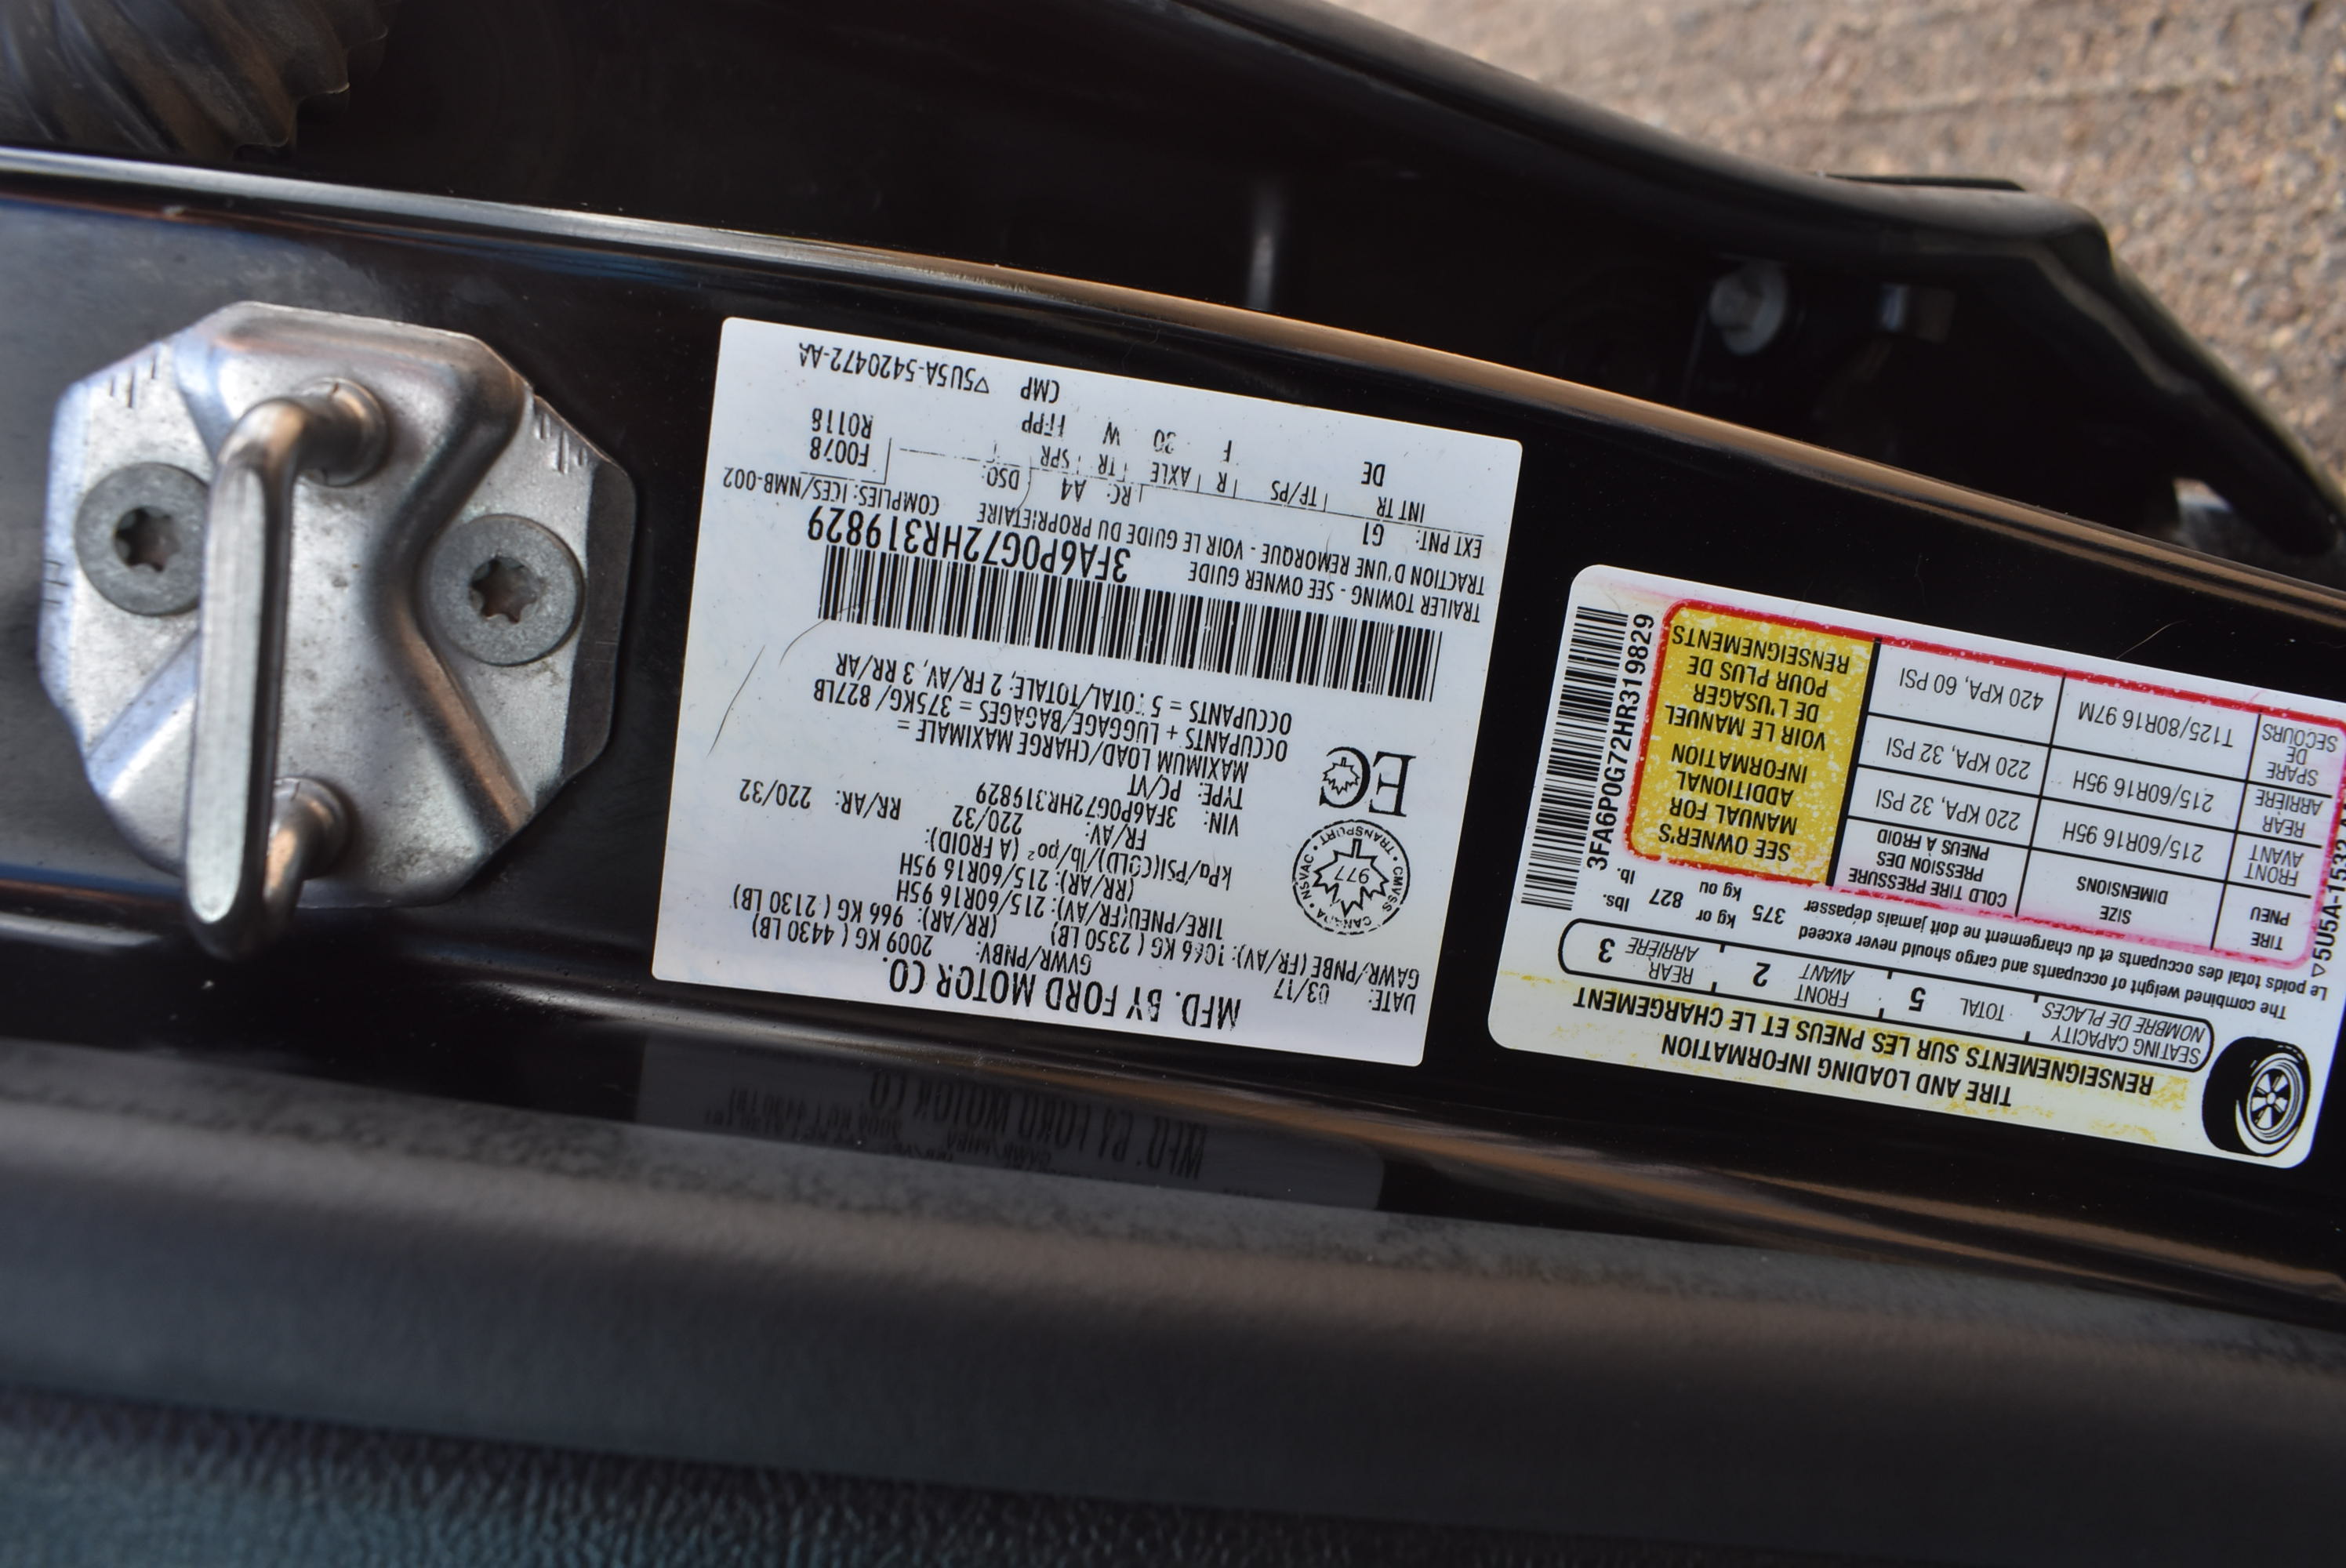 MFD. BY FORD MOTOR CO.
DATE: 03/17 GVWR/PNBV: 2009 KG ( 4430 LB)
GAWR/PNBE (FR/AV): 1066 KG ( 2350 LB) (RR/AR): 966 KG ( 2130 LB)
TIRE/PNEU(FR/AV): 215/60R16 95H
(RR/AR): 215/60R16 95H
kPa/PSI(COLD)/lb/po² (A FROID):
FR/AV: 220/32 RR/AR: 220/32
VIN: 3FA6P0G72HR319829
TYPE: PC/VT
MAXIMUM LOAD/CHARGE MAXIMALE =
OCCUPANTS + LUGGAGE/BAGAGES = 375KG/ 827LB
OCCUPANTS = 5 TOTAL/TOTALE; 2 FR/AV, 3 RR/AR
CMVSS • TRANSPORT • NSVAC • CANADA
977
EC
3FA6P0G72HR319829
TRAILER TOWING - SEE OWNER GUIDE
TRACTION D'UNE REMORQUE - VOIR LE GUIDE DU PROPRIETAIRE
COMPLIES: ICES/NMB-002
EXT PNT: G1 RC: A4 DSO: F0078
R0118
INT TR TF/PS R AXLE TR SPR
DE F 30 W FFPP
CMP ▽5U5A-5420472-AA
TIRE AND LOADING INFORMATION
RENSEIGNEMENTS SUR LES PNEUS ET LE CHARGEMENT
SEATING CAPACITY
NOMBRE DE PLACES
TOTAL 5
FRONT
AVANT 2
REAR
ARRIÈRE 3
The combined weight of occupants and cargo should never exceed 375 kg or 827 lbs.
Le poids total des occupants et du chargement ne doit jamais dépasser kg ou lb.
TIRE
PNEU
SIZE
DIMENSIONS
COLD TIRE PRESSURE
PRESSION DES
PNEUS A FROID
FRONT
AVANT
215/60R16 95H
220 KPA, 32 PSI
REAR
ARRIÈRE
215/60R16 95H
220 KPA, 32 PSI
SPARE
DE
SECOURS
T125/80R16 97M
420 KPA, 60 PSI
SEE OWNER'S
MANUAL FOR
ADDITIONAL
INFORMATION
VOIR LE MANUEL
DE L'USAGER
POUR PLUS DE
RENSEIGNEMENTS
3FA6P0G72HR319829